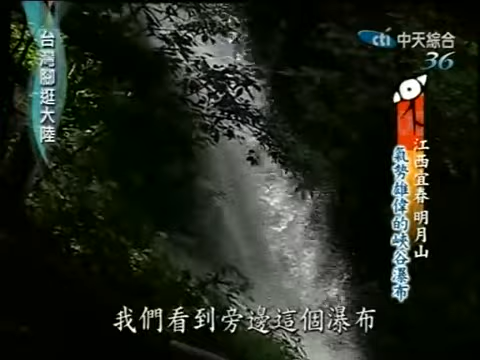 台灣腳逛大陸
cti 中天綜合
36
江西宜春 明月山
氣勢雄偉的峽谷瀑布
我們看到旁邊這個瀑布